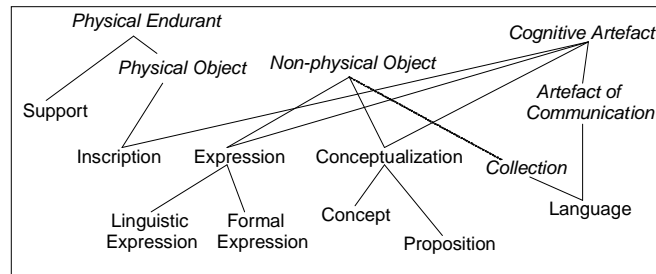 Physical Endurant
Cognitive Artefact
Physical Object
Non-physical Object
Support
Artefact of
Communication
Inscription
Expression
Conceptualization
Collection
Linguistic
Expression
Formal
Expression
Concept
Proposition
Language